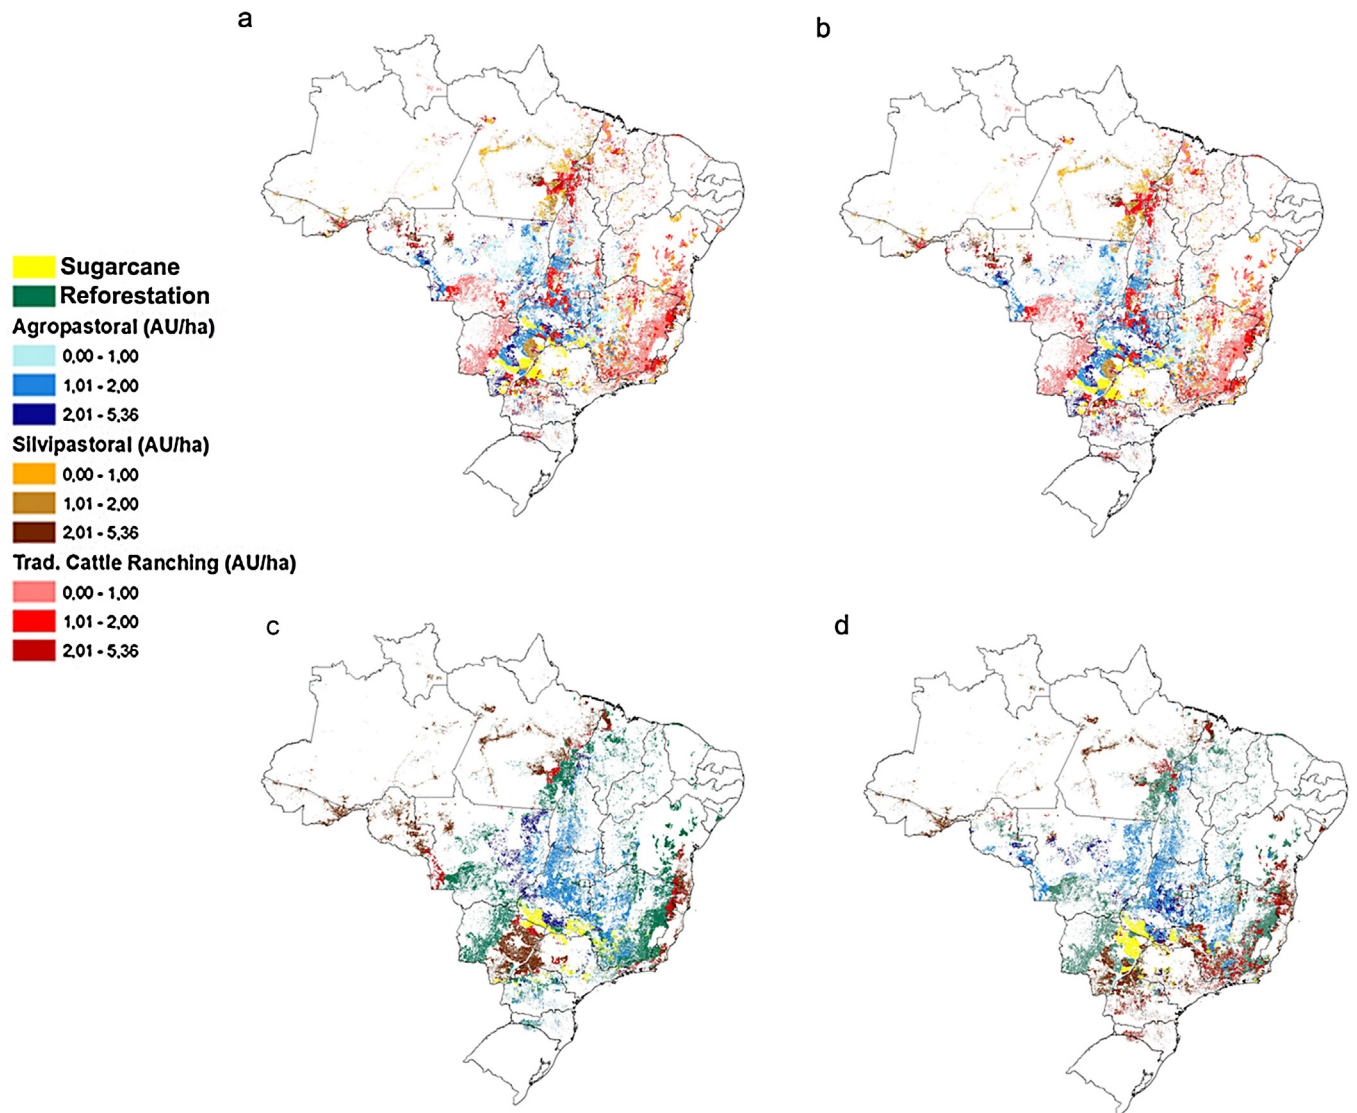 a
b
Sugarcane
Reforestation
Agropastoral (AU/ha)
0,00 - 1,00
1,01 - 2,00
2,01 - 5,36
Silvipastoral (AU/ha)
0,00 - 1,00
1,01 - 2,00
2,01 - 5,36
Trad. Cattle Ranching (AU/ha)
0,00 - 1,00
1,01 - 2,00
2,01 - 5,36
c
d